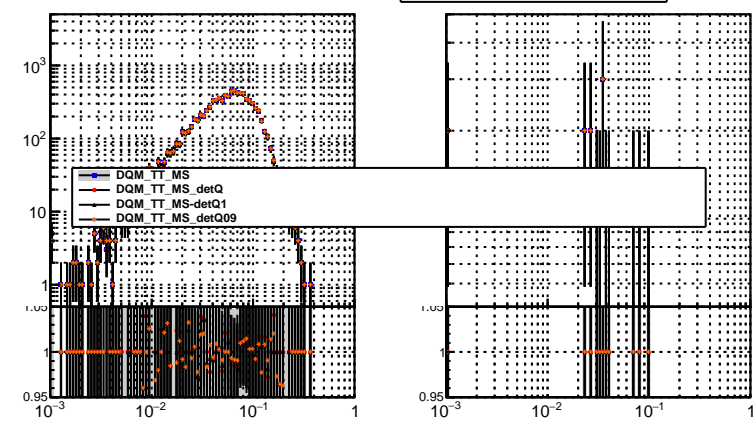 10³
10²
DQM_TT_MS
DQM_TT_MS_detQ
DQM_TT_MS-detQ1
DQM_TT_MS_detQ09
10
1
1.05 1.05
1 1
0.95 0.95
10⁻³ 10⁻² 10⁻¹ 1 10⁻³ 10⁻² 10⁻¹ 1